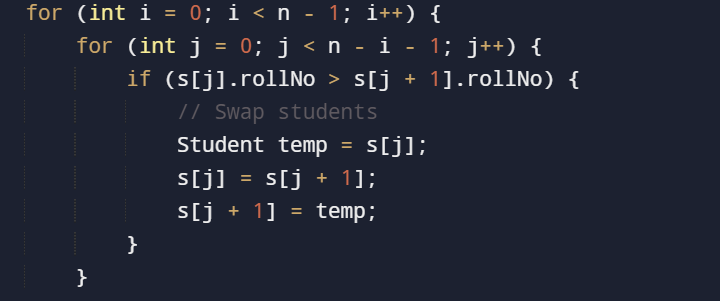 for (int i = 0; i < n - 1; i++) {
    for (int j = 0; j < n - i - 1; j++) {
        if (s[j].rollNo > s[j + 1].rollNo) {
            // Swap students
            Student temp = s[j];
            s[j] = s[j + 1];
            s[j + 1] = temp;
        }
    }